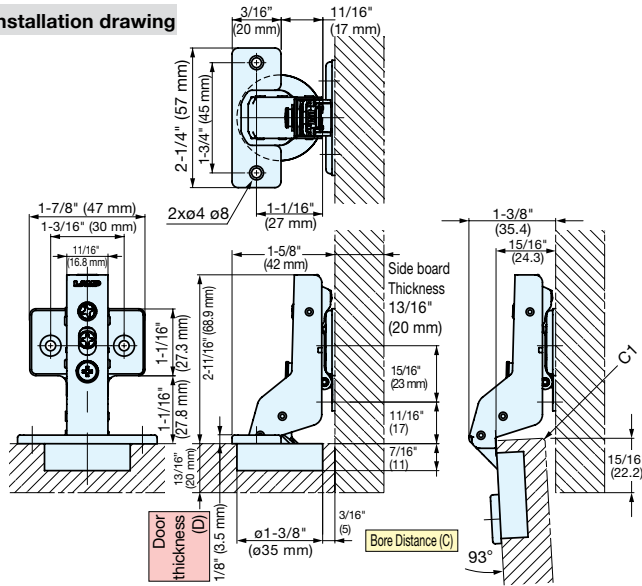 nstallation drawing
3/16"
(20 mm)
11/16"
(17 mm)
2-1/4" (57 mm)
1-3/4" (45 mm)
2xø4 ø8
1-1/16"
(27 mm)
1-7/8" (47 mm)
1-3/16" (30 mm)
11/16"
(16.8 mm)
LAMP
1-1/16"
(27.3 mm)
1-1/16"
(27.8 mm)
1-5/8"
(42 mm)
2-11/16" (68.9 mm)
Side board
Thickness
13/16"
(20 mm)
15/16"
(23 mm)
11/16"
(17)
7/16"
(11)
13/16"
(20 mm)
3/16"
(5)
ø1-3/8"
(ø35 mm)
1/8" (3.5 mm)
Door
thickness
(D)
Bore Distance (C)
1-3/8"
(35.4)
15/16"
(24.3)
C1
15/16
(22.2)
93°